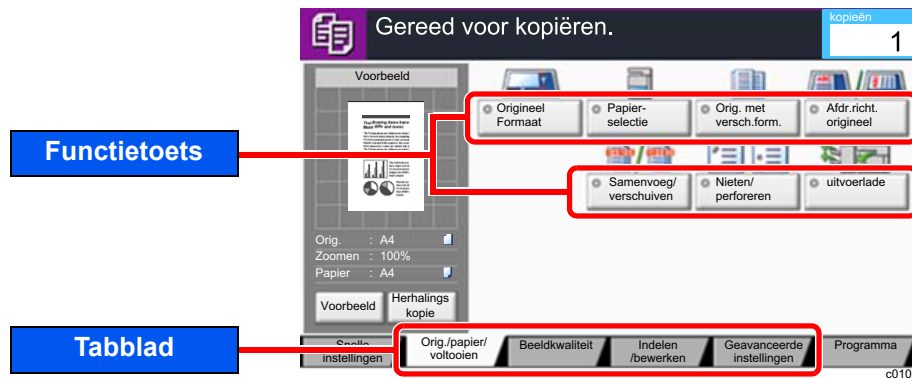 Gereed voor kopiëren.
kopieën
1
Voorbeeld
Origineel
Formaat
Papier-
selectie
Orig. met
versch.form.
Afdr.richt.
origineel
Functietoets
Samenvoeg/
verschuiven
Nieten/
perforeren
uitvoerlade
Orig. : A4
Zoomen : 100%
Papier : A4
Voorbeeld
Herhalings
kopie
Tabblad
Snelle
instellingen
Orig./papier/
voltooien
Beeldkwaliteit
Indelen
/bewerken
Geavanceerde
instellingen
Programma
c010